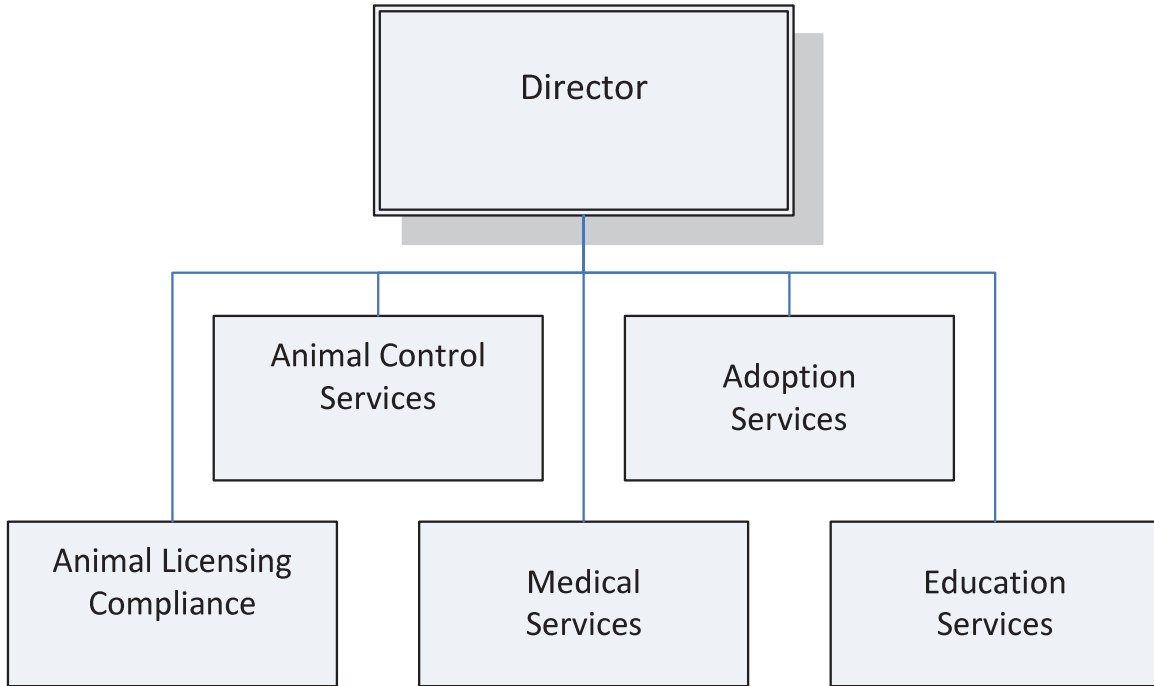 Director
Animal Control
Services
Adoption
Services
Animal Licensing
Compliance
Medical
Services
Education
Services